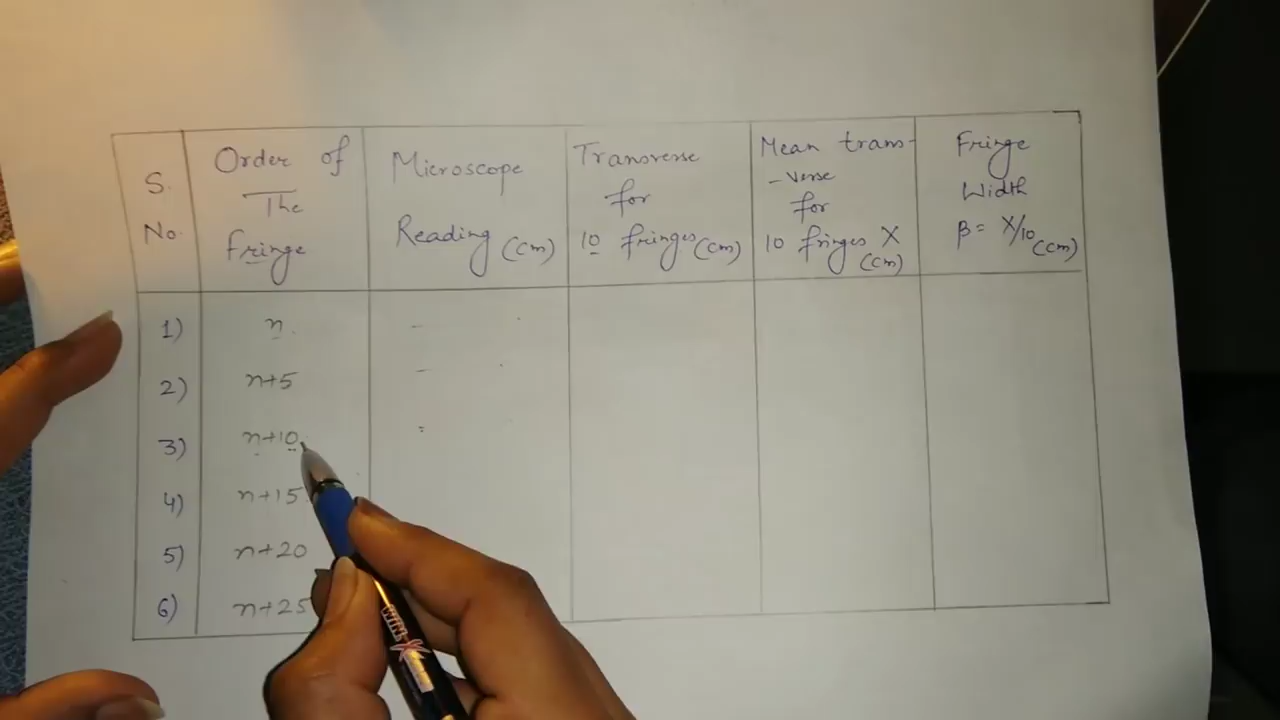 S.
No.
Order of
The
fringe
Microscope
Reading (cm)
Transverse
for
10 fringes (cm)
Mean trans-
-verse
for
10 fringes X
(cm)
Fringe
Width
β = X/10
(cm)
1) n
2) n+5
3) n+10
4) n+15
5) n+20
6) n+25